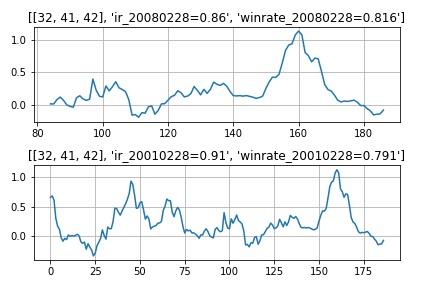 [[32, 41, 42], 'ir_20080228=0.86', 'winrate_20080228=0.816']
1.0
0.5
0.0
80 100 120 140 160 180
[[32, 41, 42], 'ir_20010228=0.91', 'winrate_20010228=0.791']
1.0
0.5
0.0
0 25 50 75 100 125 150 175